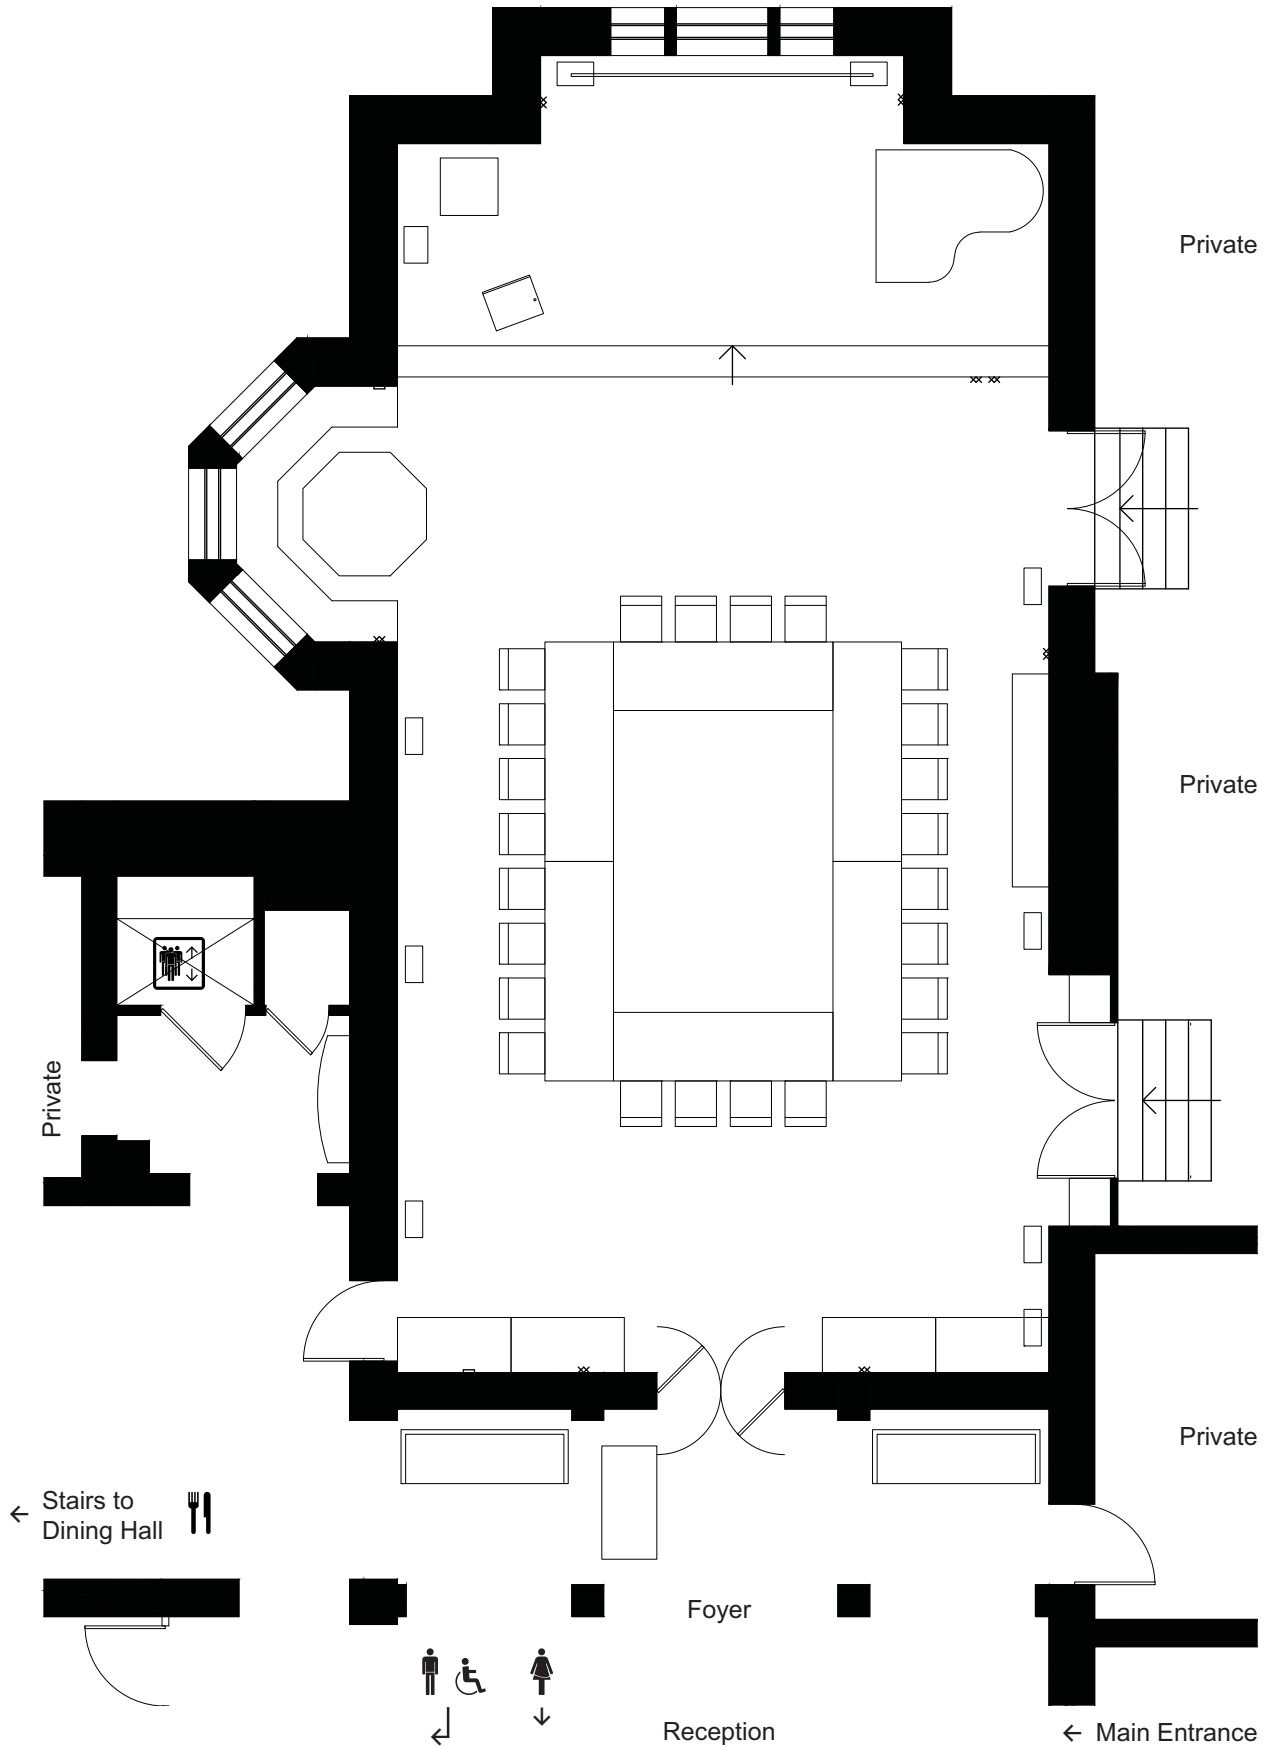 Private
Private
Private
Private
Stairs to
Dining Hall
Foyer
Reception
Main Entrance